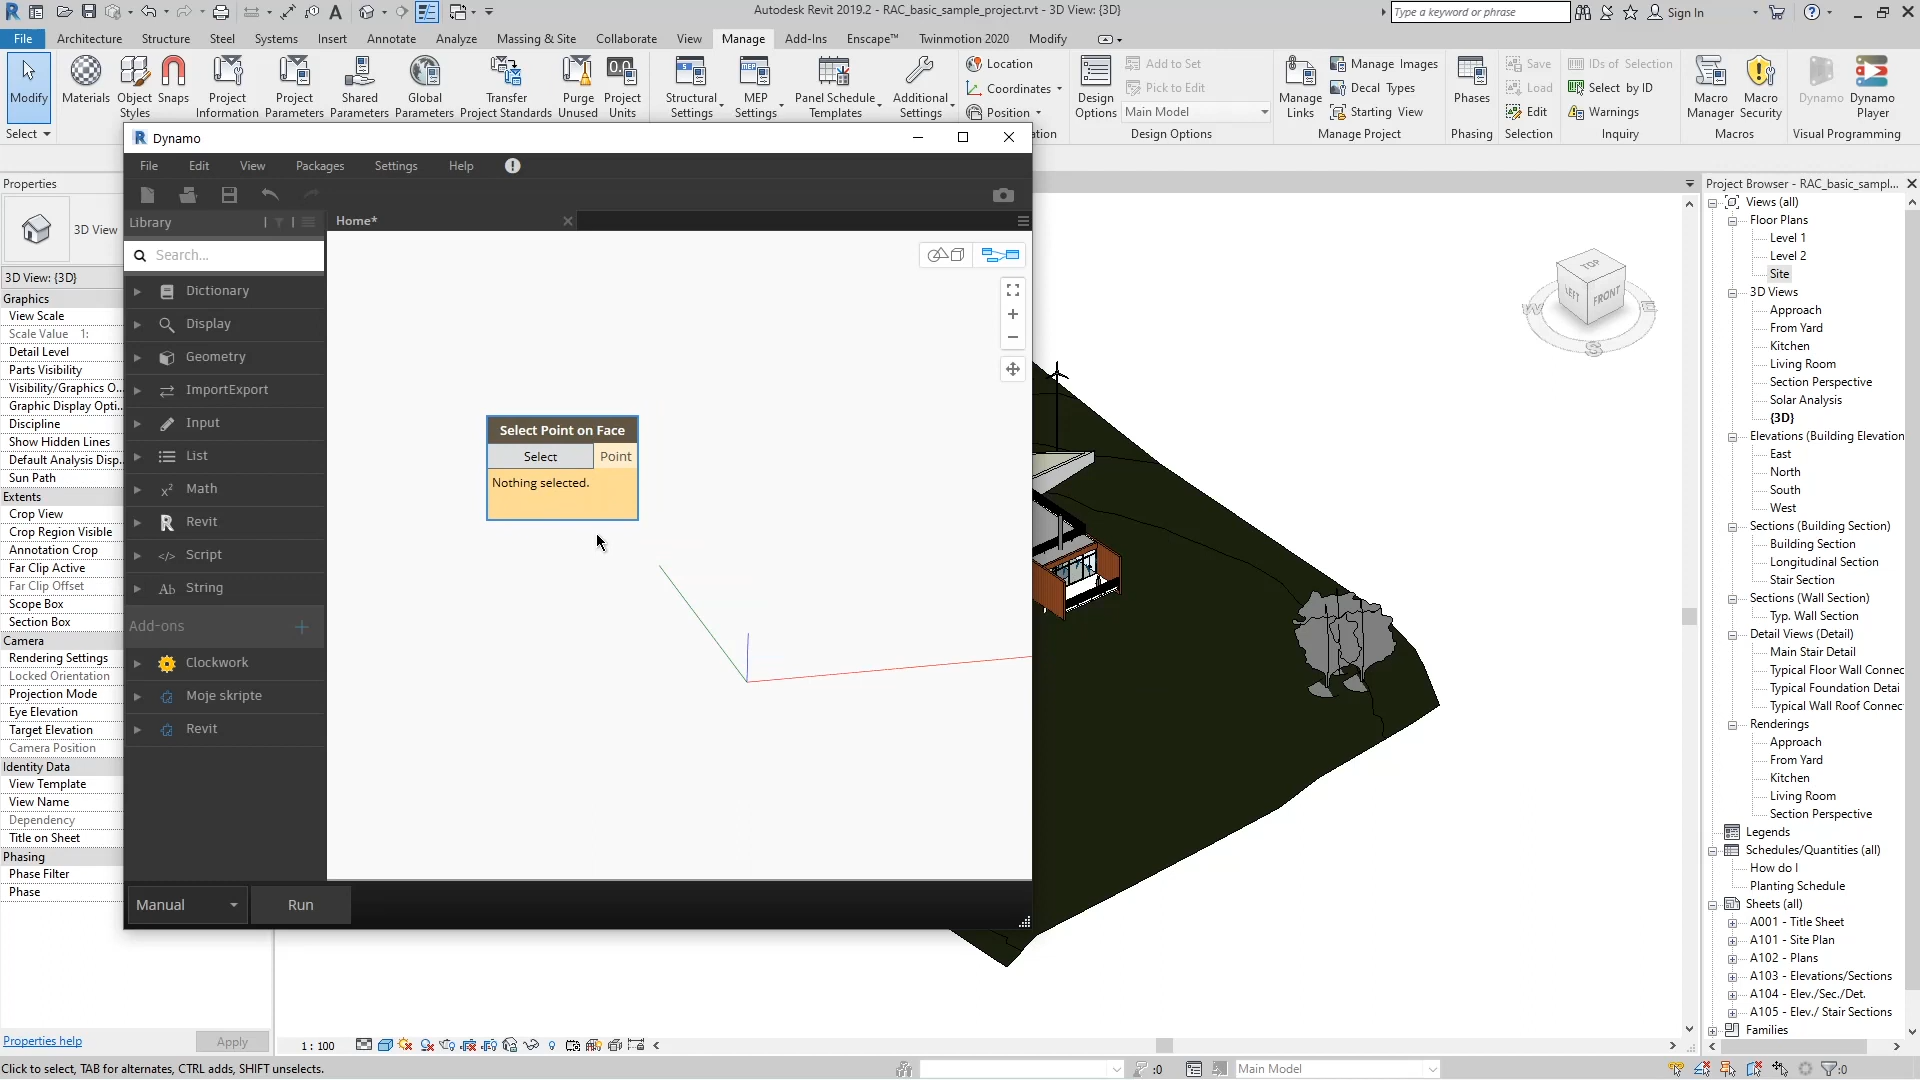 Autodesk Revit 2019.2 - RAC_basic_sample_project.rvt - 3D View: {3D}
Type a keyword or phrase
Sign In
File
Architecture
Structure
Steel
Systems
Insert
Annotate
Analyze
Massing & Site
Collaborate
View
Manage
Add-Ins
Enscape™
Twinmotion 2020
Modify
Modify
Materials
Object
Styles
Snaps
Project
Information
Project
Parameters
Shared
Parameters
Global
Parameters
Transfer
Project Standards
Purge
Unused
Project
Units
Structural
Settings
MEP
Settings
Panel Schedule
Templates
Additional
Settings
Location
Coordinates
Position
Design
Options
Add to Set
Pick to Edit
Main Model
Manage
Links
Manage Images
Decal Types
Starting View
Phases
Save
Load
Edit
IDs of Selection
Select by ID
Warnings
Macro
Manager
Macro
Security
Dynamo
Dynamo
Player
Select
Design Options
Manage Project
Phasing
Selection
Inquiry
Macros
Visual Programming
Properties
3D View
3D View: {3D}
Graphics
View Scale
Scale Value 1:
Detail Level
Parts Visibility
Visibility/Graphics O...
Graphic Display Opti...
Discipline
Show Hidden Lines
Default Analysis Disp...
Sun Path
Extents
Crop View
Crop Region Visible
Annotation Crop
Far Clip Active
Far Clip Offset
Scope Box
Section Box
Camera
Rendering Settings
Locked Orientation
Projection Mode
Eye Elevation
Target Elevation
Camera Position
Identity Data
View Template
View Name
Dependency
Title on Sheet
Phasing
Phase Filter
Phase
Properties help
Apply
Dynamo
File
Edit
View
Packages
Settings
Help
Library
Home*
Search...
Dictionary
Display
Geometry
ImportExport
Input
List
Math
Revit
Script
String
Add-ons
Clockwork
Moje skripte
Revit
Select Point on Face
Select
Point
Nothing selected.
Manual
Run
TOP
LEFT
FRONT
W
S
E
Project Browser - RAC_basic_sampl...
Views (all)
Floor Plans
Level 1
Level 2
Site
3D Views
Approach
From Yard
Kitchen
Living Room
Section Perspective
Solar Analysis
{3D}
Elevations (Building Elevation
East
North
South
West
Sections (Building Section)
Building Section
Longitudinal Section
Stair Section
Sections (Wall Section)
Typ. Wall Section
Detail Views (Detail)
Main Stair Detail
Typical Floor Wall Connec
Typical Foundation Detai
Typical Wall Roof Connec
Renderings
Approach
From Yard
Kitchen
Living Room
Section Perspective
Legends
Schedules/Quantities (all)
How do I
Planting Schedule
Sheets (all)
A001 - Title Sheet
A101 - Site Plan
A102 - Plans
A103 - Elevations/Sections
A104 - Elev./Sec./Det.
A105 - Elev./ Stair Sections
Families
1 : 100
Click to select, TAB for alternates, CTRL adds, SHIFT unselects.
:0
Main Model
:0